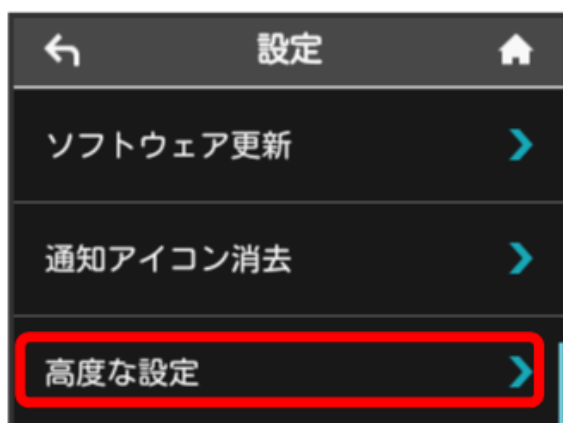 設定
ソフトウェア更新
通知アイコン消去
高度な設定